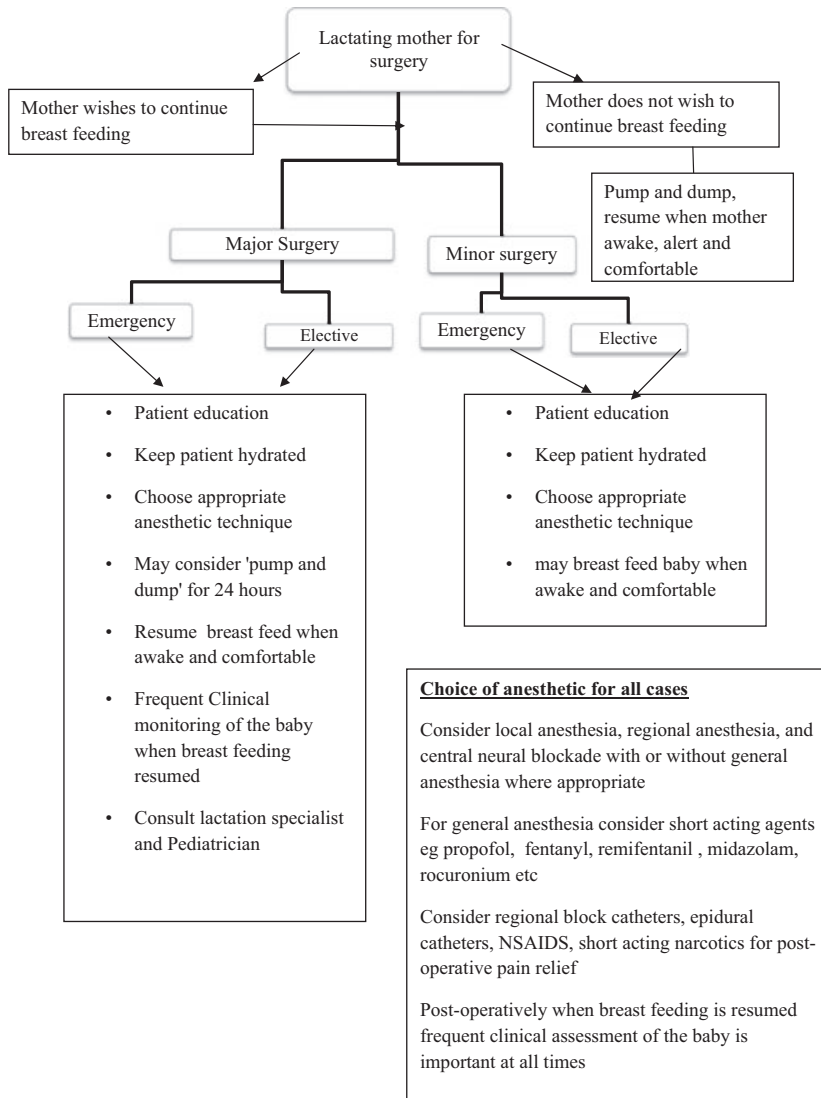 Lactating mother for
surgery
Mother wishes to continue
breast feeding
Mother does not wish to
continue breast feeding
Pump and dump,
resume when mother
awake, alert and
comfortable
Major Surgery
Minor surgery
Emergency
Elective
Emergency
Elective
• Patient education
• Keep patient hydrated
• Choose appropriate
anesthetic technique
• May consider 'pump and
dump' for 24 hours
• Resume breast feed when
awake and comfortable
• Frequent Clinical
monitoring of the baby
when breast feeding
resumed
• Consult lactation specialist
and Pediatrician
• Patient education
• Keep patient hydrated
• Choose appropriate
anesthetic technique
• may breast feed baby when
awake and comfortable
Choice of anesthetic for all cases
Consider local anesthesia, regional anesthesia, and
central neural blockade with or without general
anesthesia where appropriate
For general anesthesia consider short acting agents
eg propofol, fentanyl, remifentanil , midazolam,
rocuronium etc
Consider regional block catheters, epidural
catheters, NSAIDS, short acting narcotics for post-
operative pain relief
Post-operatively when breast feeding is resumed
frequent clinical assessment of the baby is
important at all times